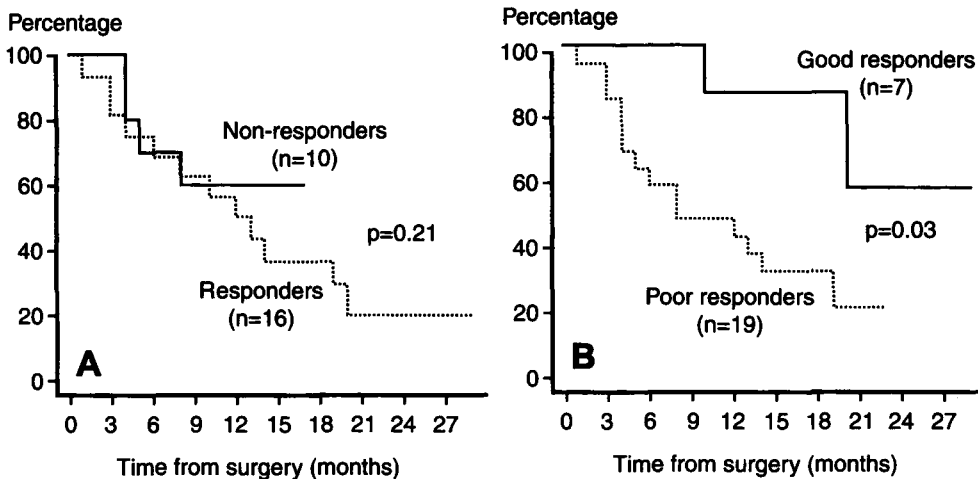 Percentage
100
80
60
40
20
0
Non-responders
(n=10)
p=0.21
Responders
(n=16)
A
0 3 6 9 12 15 18 21 24 27
Time from surgery (months)
Percentage
100
80
60
40
20
0
Good responders
(n=7)
p=0.03
Poor responders
(n=19)
B
0 3 6 9 12 15 18 21 24 27
Time from surgery (months)